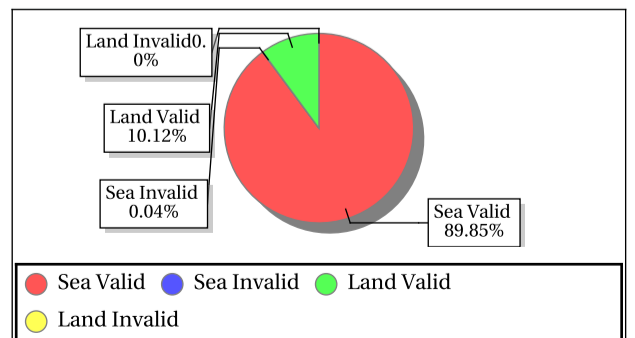 Land Invalid0.
0%
Land Valid
10.12%
Sea Invalid
0.04%
Sea Valid
89.85%
Sea Valid Sea Invalid Land Valid
Land Invalid